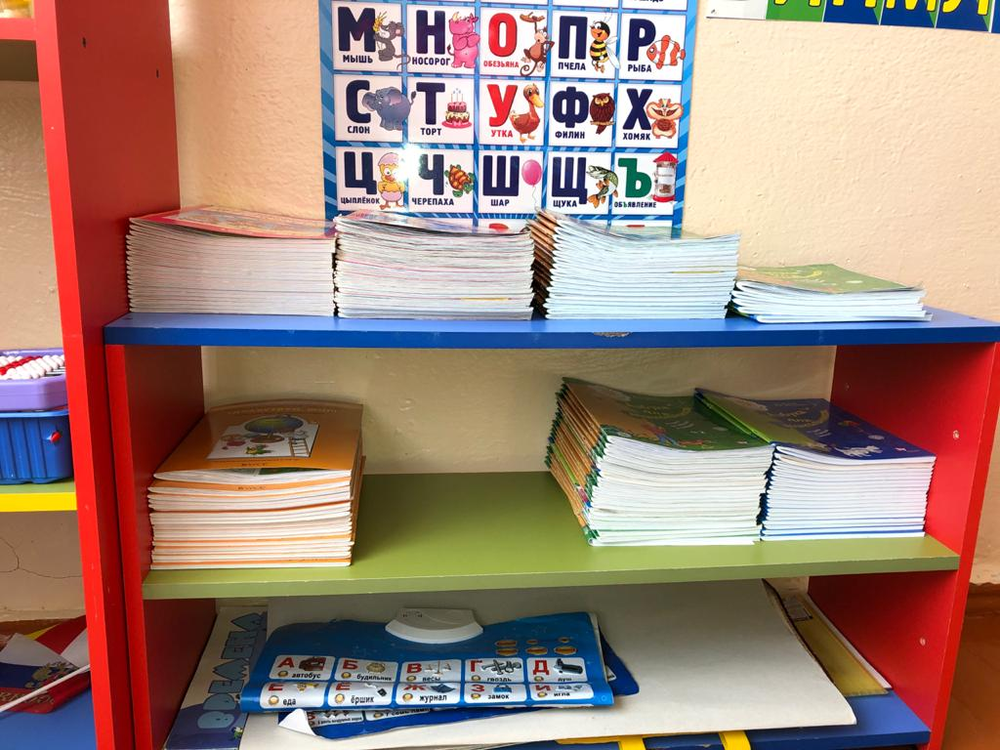 М Н О П Р
МЫШЬ НОСОРОГ ОБЕЗЬЯНА ПЧЕЛА РЫБА
С Т У Ф Х
СЛОН ТОРТ УТКА ФИЛИН ХОМЯК
Ц Ч Ш Щ Ъ
ЦЫПЛЁНОК ЧЕРЕПАХА ШАР ЩУКА ОБЪЯВЛЕНИЕ
А Б В Г Д
автобус будильник весы гвоздь душ
Е Ё Ж З И
еда ёршик журнал замок игла
ВРЕМЕНА